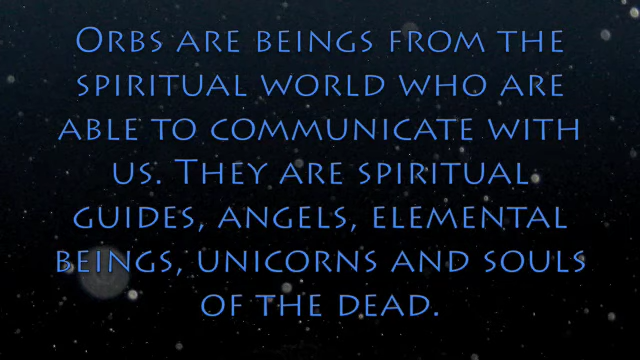 Orbs are beings from the
spiritual world who are
able to communicate with
us. They are spiritual
guides, angels, elemental
beings, unicorns and souls
of the dead.